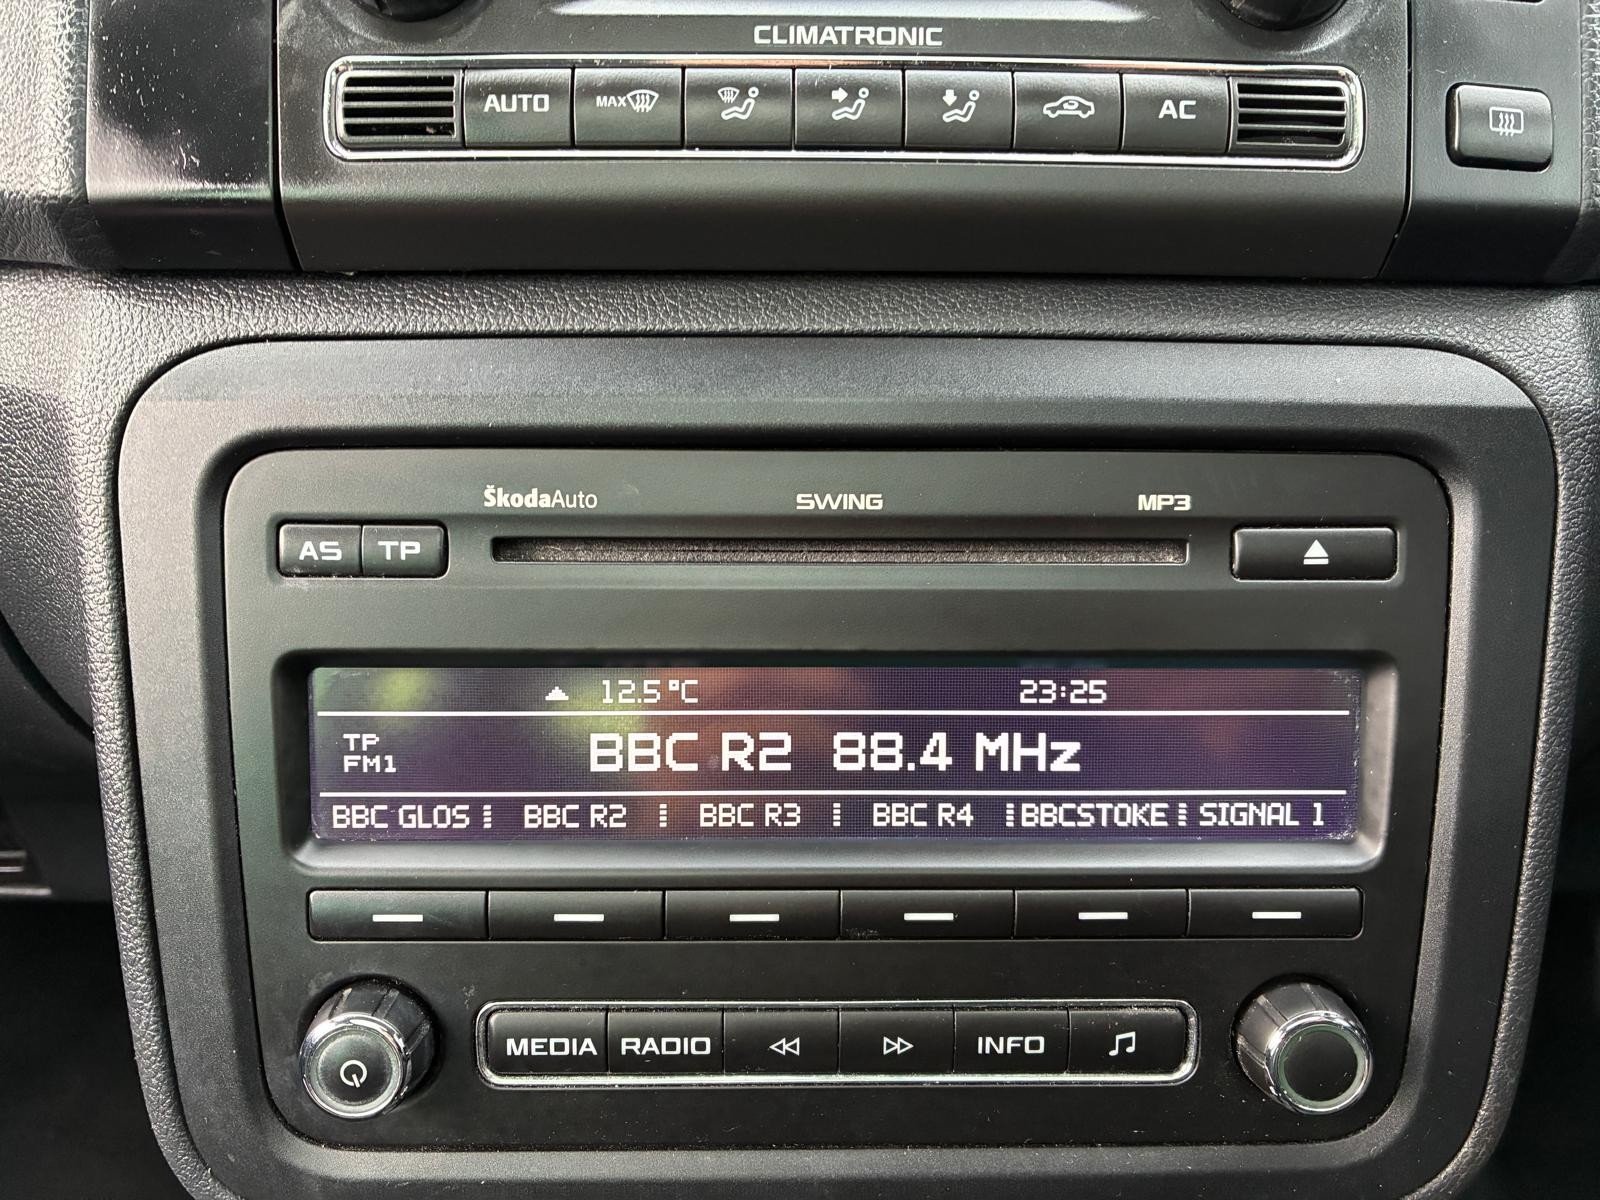 CLIMATRONIC
AUTO MAX AC
ŠkodaAuto SWING MP3
AS TP
12.5°C 23:25
TP
FM1
BBC R2 88.4 MHz
BBC GLOS BBC R2 BBC R3 BBC R4 BBCSTOKE SIGNAL 1
MEDIA RADIO INFO